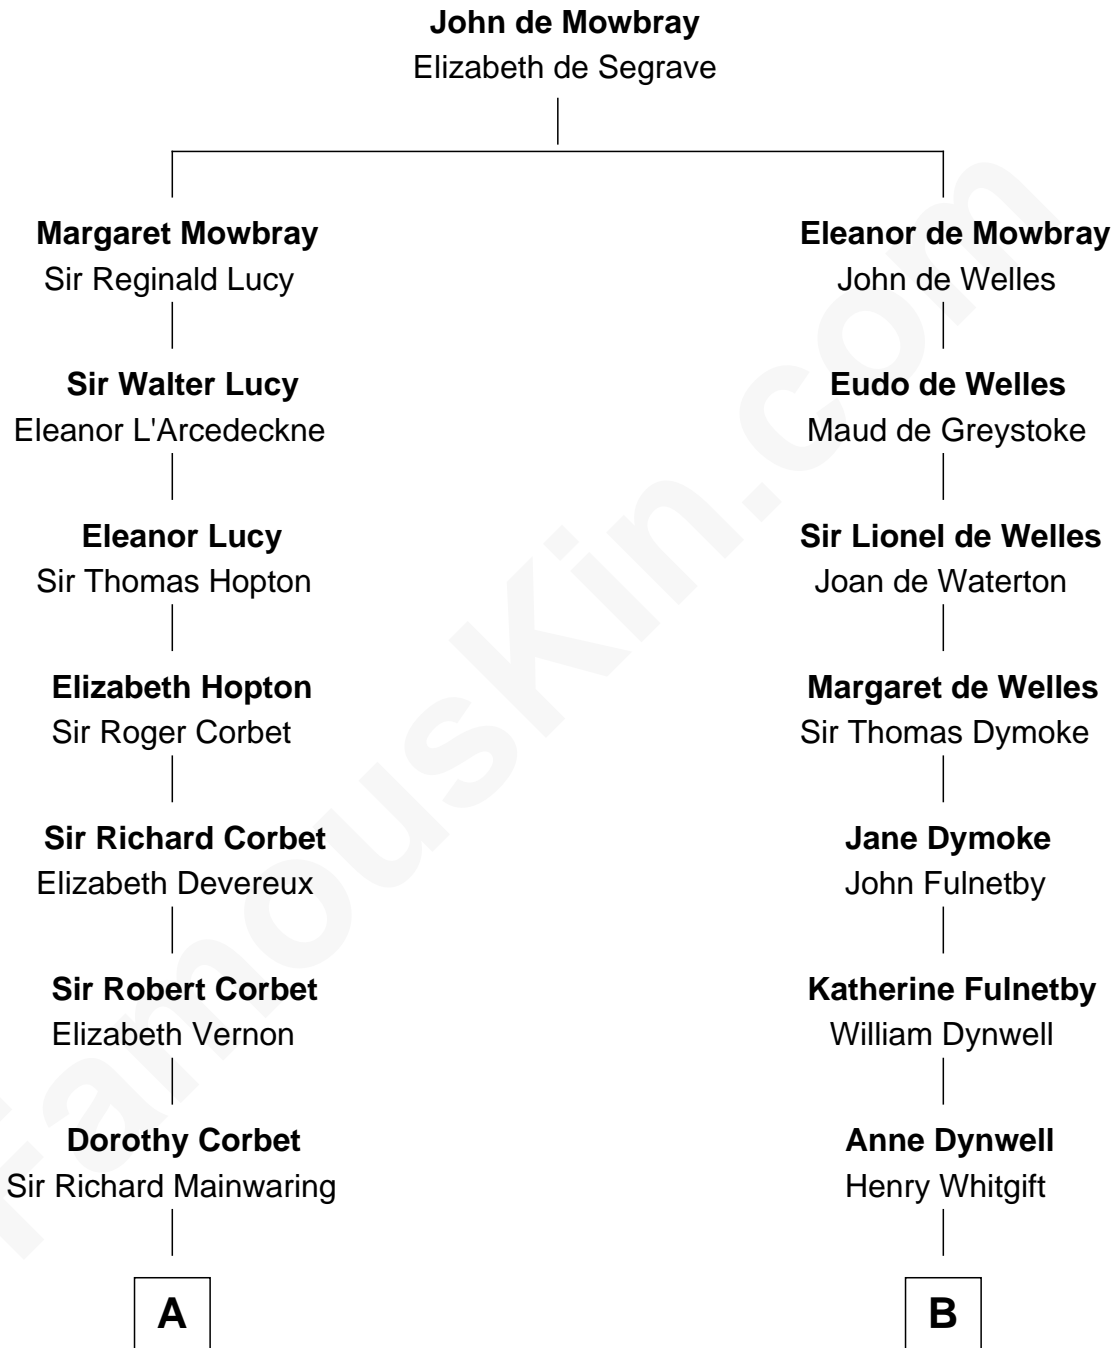 John de Mowbray
Elizabeth de Segrave
Margaret Mowbray
Sir Reginald Lucy
Sir Walter Lucy
Eleanor L'Arcedeckne
Eleanor Lucy
Sir Thomas Hopton
Elizabeth Hopton
Sir Roger Corbet
Sir Richard Corbet
Elizabeth Devereux
Sir Robert Corbet
Elizabeth Vernon
Dorothy Corbet
Sir Richard Mainwaring
A
Eleanor de Mowbray
John de Welles
Eudo de Welles
Maud de Greystoke
Sir Lionel de Welles
Joan de Waterton
Margaret de Welles
Sir Thomas Dymoke
Jane Dymoke
John Fulnetby
Katherine Fulnetby
William Dynwell
Anne Dynwell
Henry Whitgift
B
FamousKin.com